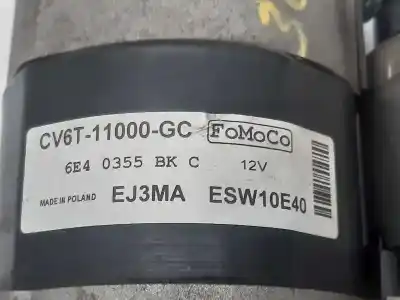 CV6T-11000-GC FoMoCo
6E4 0355 BK C 12V
MADE IN POLAND EJ3MA ESW10E40